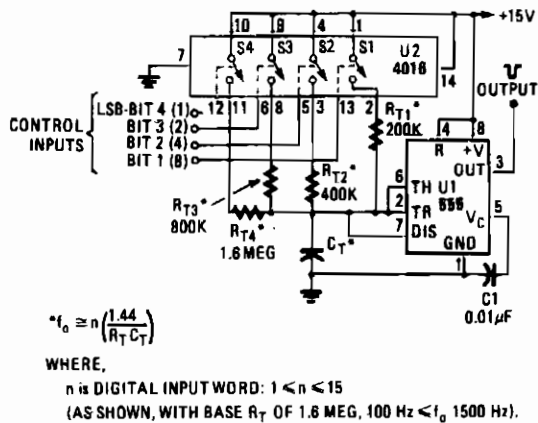 +15V
10 9 4 1
S4 S3 S2 S1
U2
4016
7
14
OUTPUT
12 11 6 8 5 3 13 2
CONTROL INPUTS
LSB-BIT 4 (1)
BIT 3 (2)
BIT 2 (4)
BIT 1 (8)
RT1*
200K
RT2*
400K
RT3*
800K
RT4*
1.6 MEG
CT*
4 8
R +V
OUT 3
6 TH U1
2 TR 555
7 DIS
VC 5
GND
1
C1
0.01µF
*fo ≅ n(1.44/RT CT)
WHERE,
n is DIGITAL INPUT WORD: 1 ≤ n ≤ 15
(AS SHOWN, WITH BASE RT OF 1.6 MEG, 100 Hz ≤ fo 1500 Hz).